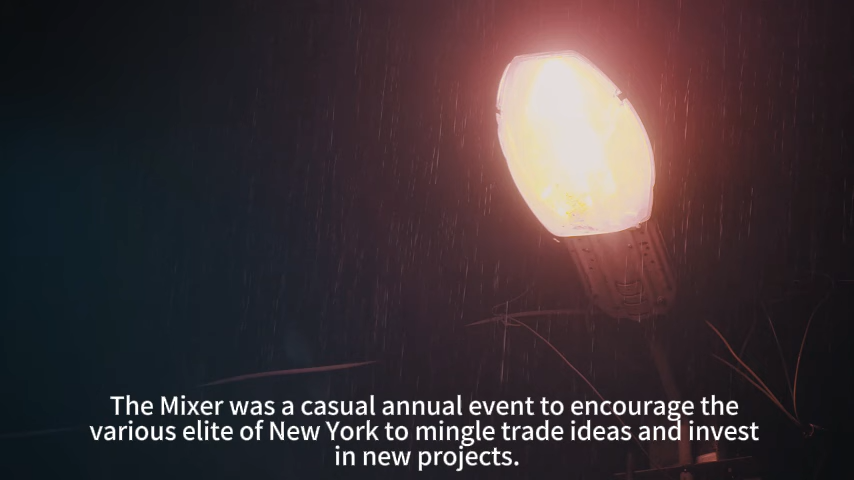 The Mixer was a casual annual event to encourage the
various elite of New York to mingle trade ideas and invest
in new projects.